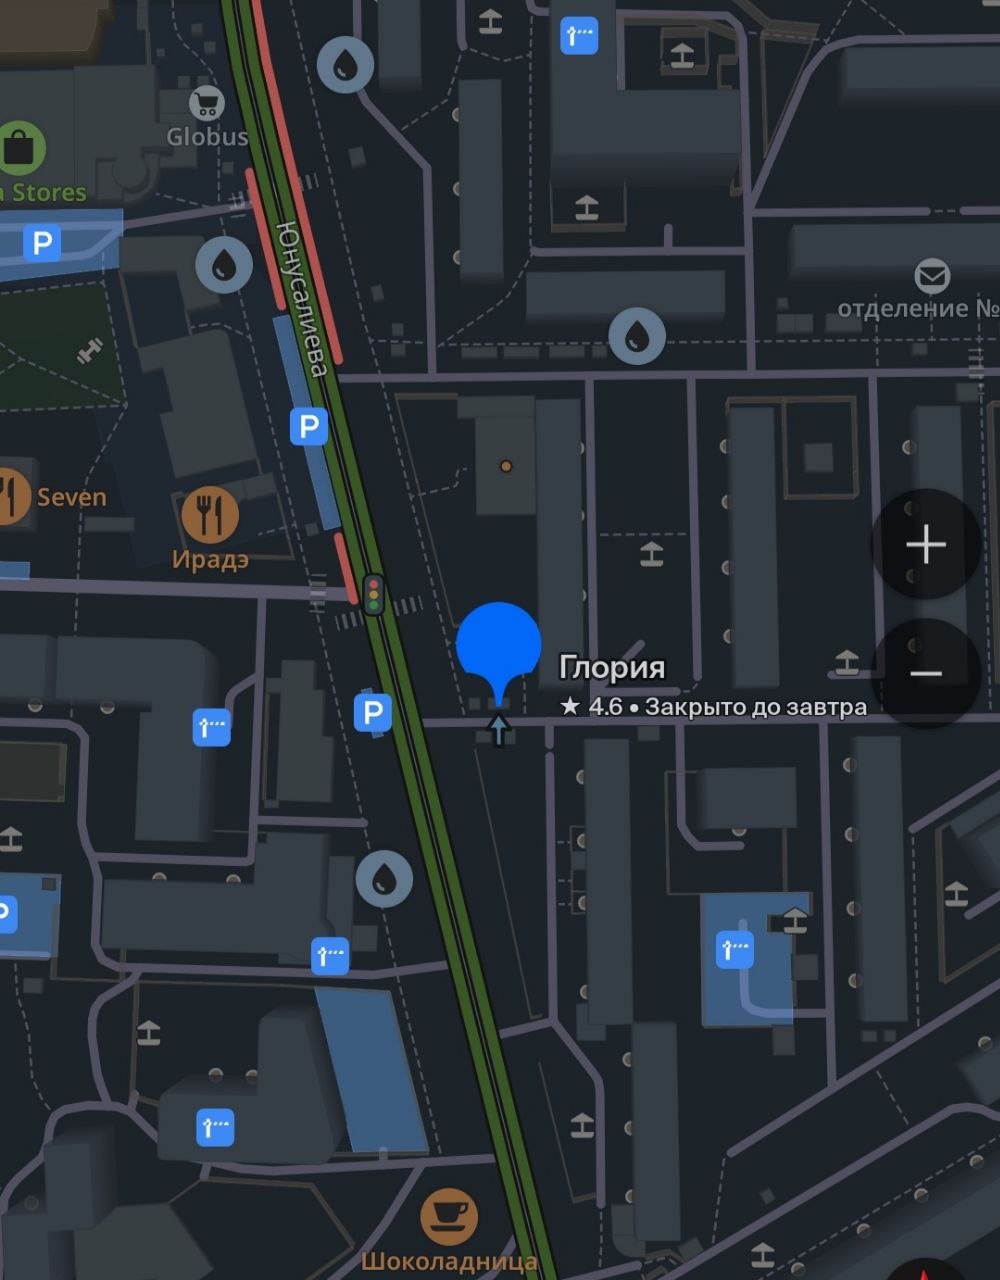 Globus
a Stores
P
Юнусалиева
отделение №
P
Seven
Ирадэ
Глория
★ 4.6 • Закрыто до завтра
P
P
Шоколадница